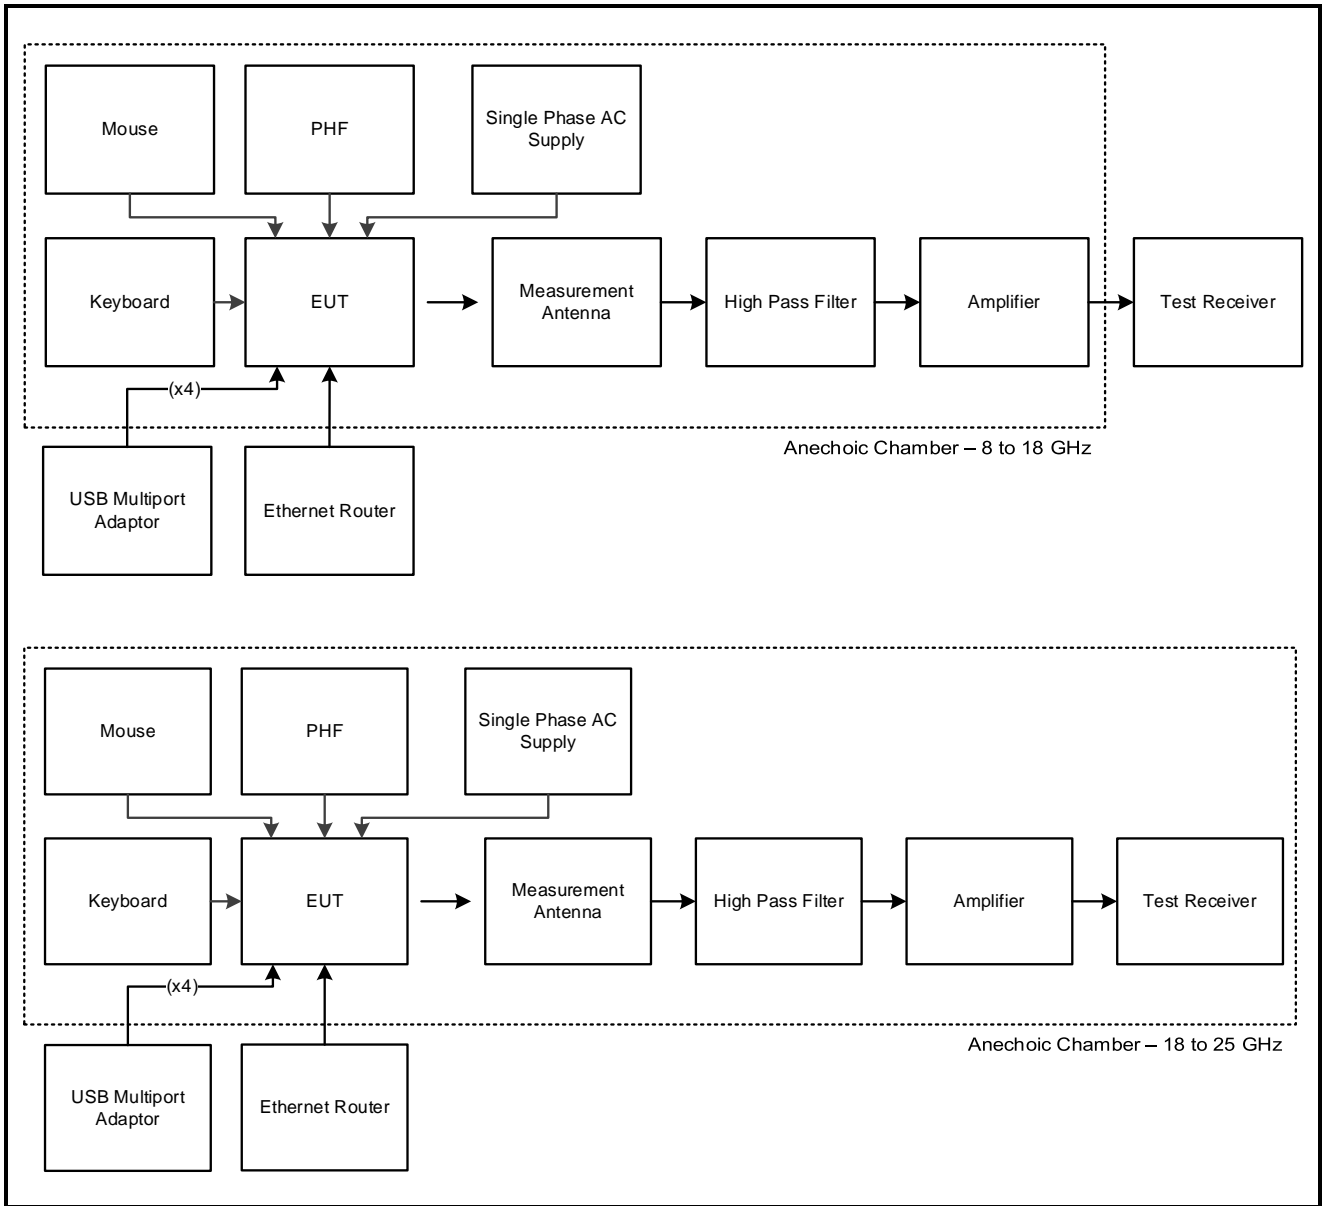 Mouse
PHF
Single Phase AC
Supply
Keyboard
EUT
Measurement
Antenna
High Pass Filter
Amplifier
Test Receiver
(x4)
Anechoic Chamber – 8 to 18 GHz
USB Multiport
Adaptor
Ethernet Router
Mouse
PHF
Single Phase AC
Supply
Keyboard
EUT
Measurement
Antenna
High Pass Filter
Amplifier
Test Receiver
(x4)
Anechoic Chamber – 18 to 25 GHz
USB Multiport
Adaptor
Ethernet Router